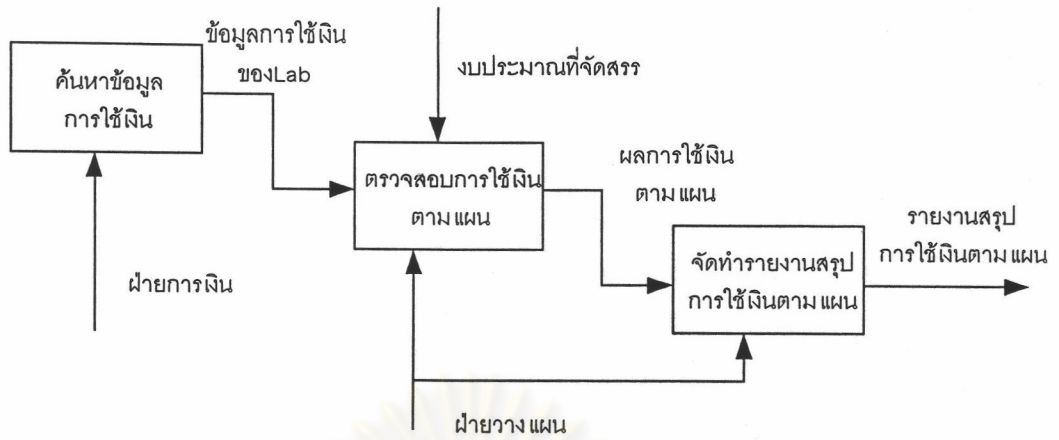 ข้อมูลการใช้เงิน
ของLab
ค้นหาข้อมูล
การใช้เงิน
งบประมาณที่จัดสรร
ตรวจสอบการใช้เงิน
ตามแผน
ผลการใช้เงิน
ตามแผน
รายงานสรุป
การใช้เงินตามแผน
จัดทำรายงานสรุป
การใช้เงินตามแผน
ฝ่ายการเงิน
ฝ่ายวางแผน